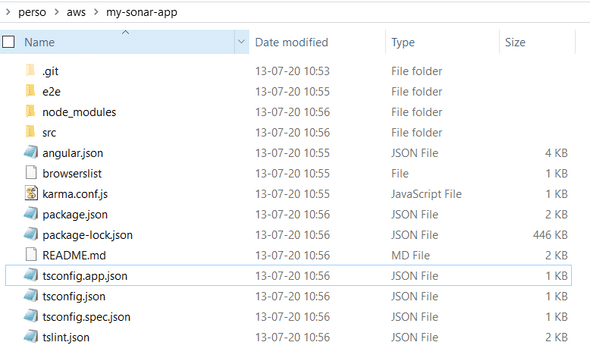 perso aws my-sonar-app
Name Date modified Type Size
.git 13-07-20 10:53 File folder
e2e 13-07-20 10:55 File folder
node_modules 13-07-20 10:56 File folder
src 13-07-20 10:56 File folder
angular.json 13-07-20 10:55 JSON File 4 KB
browserslist 13-07-20 10:55 File 1 KB
karma.conf.js 13-07-20 10:55 JavaScript File 1 KB
package.json 13-07-20 10:56 JSON File 2 KB
package-lock.json 13-07-20 10:56 JSON File 446 KB
README.md 13-07-20 10:56 MD File 2 KB
tsconfig.app.json 13-07-20 10:56 JSON File 1 KB
tsconfig.json 13-07-20 10:56 JSON File 1 KB
tsconfig.spec.json 13-07-20 10:56 JSON File 1 KB
tslint.json 13-07-20 10:56 JSON File 2 KB